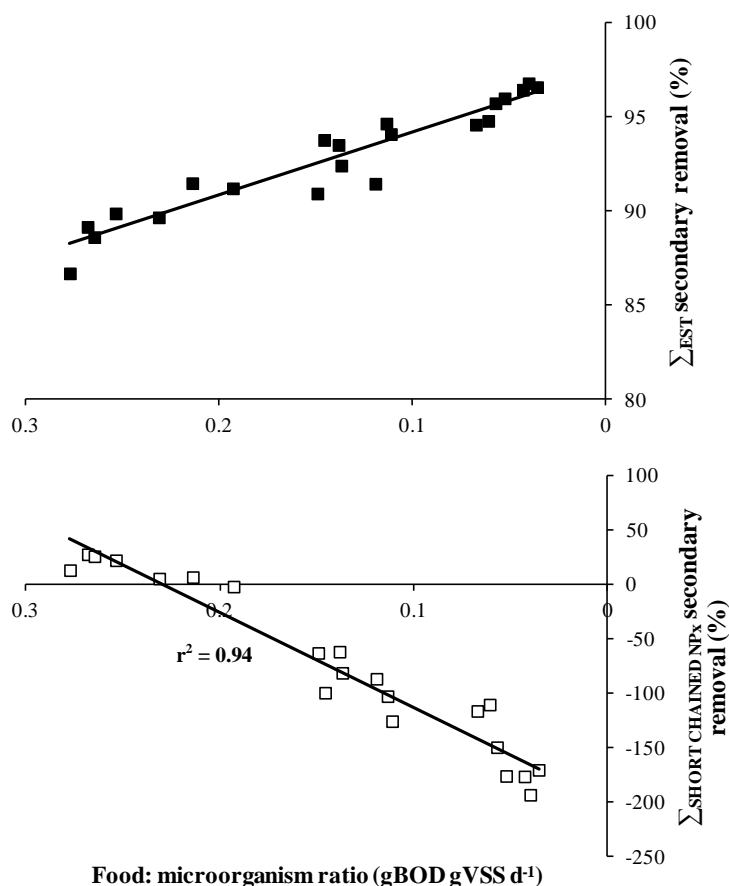 100
95
90
85
80
∑EST secondary removal (%)
0.3 0.2 0.1 0
100
50
0
-50
-100
-150
-200
-250
∑SHORT CHAINED NPx secondary
removal (%)
0.3 0.2 0.1 0
r² = 0.94
Food: microorganism ratio (gBOD gVSS d⁻¹)